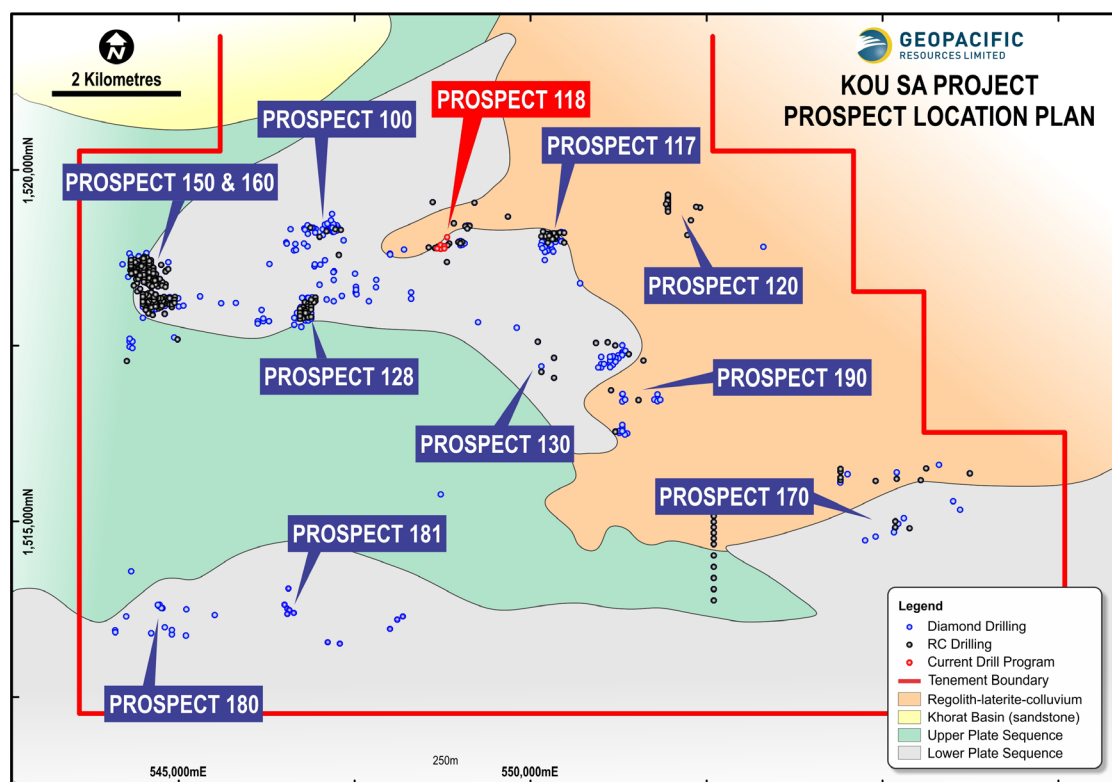 N
2 Kilometres
GEOPACIFIC
RESOURCES LIMITED
KOU SA PROJECT
PROSPECT LOCATION PLAN
PROSPECT 118
PROSPECT 100
PROSPECT 117
PROSPECT 150 & 160
1,520,000mN
PROSPECT 120
PROSPECT 128
PROSPECT 190
PROSPECT 130
PROSPECT 170
1,515,000mN
PROSPECT 181
PROSPECT 180
Legend
Diamond Drilling
RC Drilling
Current Drill Program
Tenement Boundary
Regolith-laterite-colluvium
Khorat Basin (sandstone)
Upper Plate Sequence
Lower Plate Sequence
250m
545,000mE
550,000mE